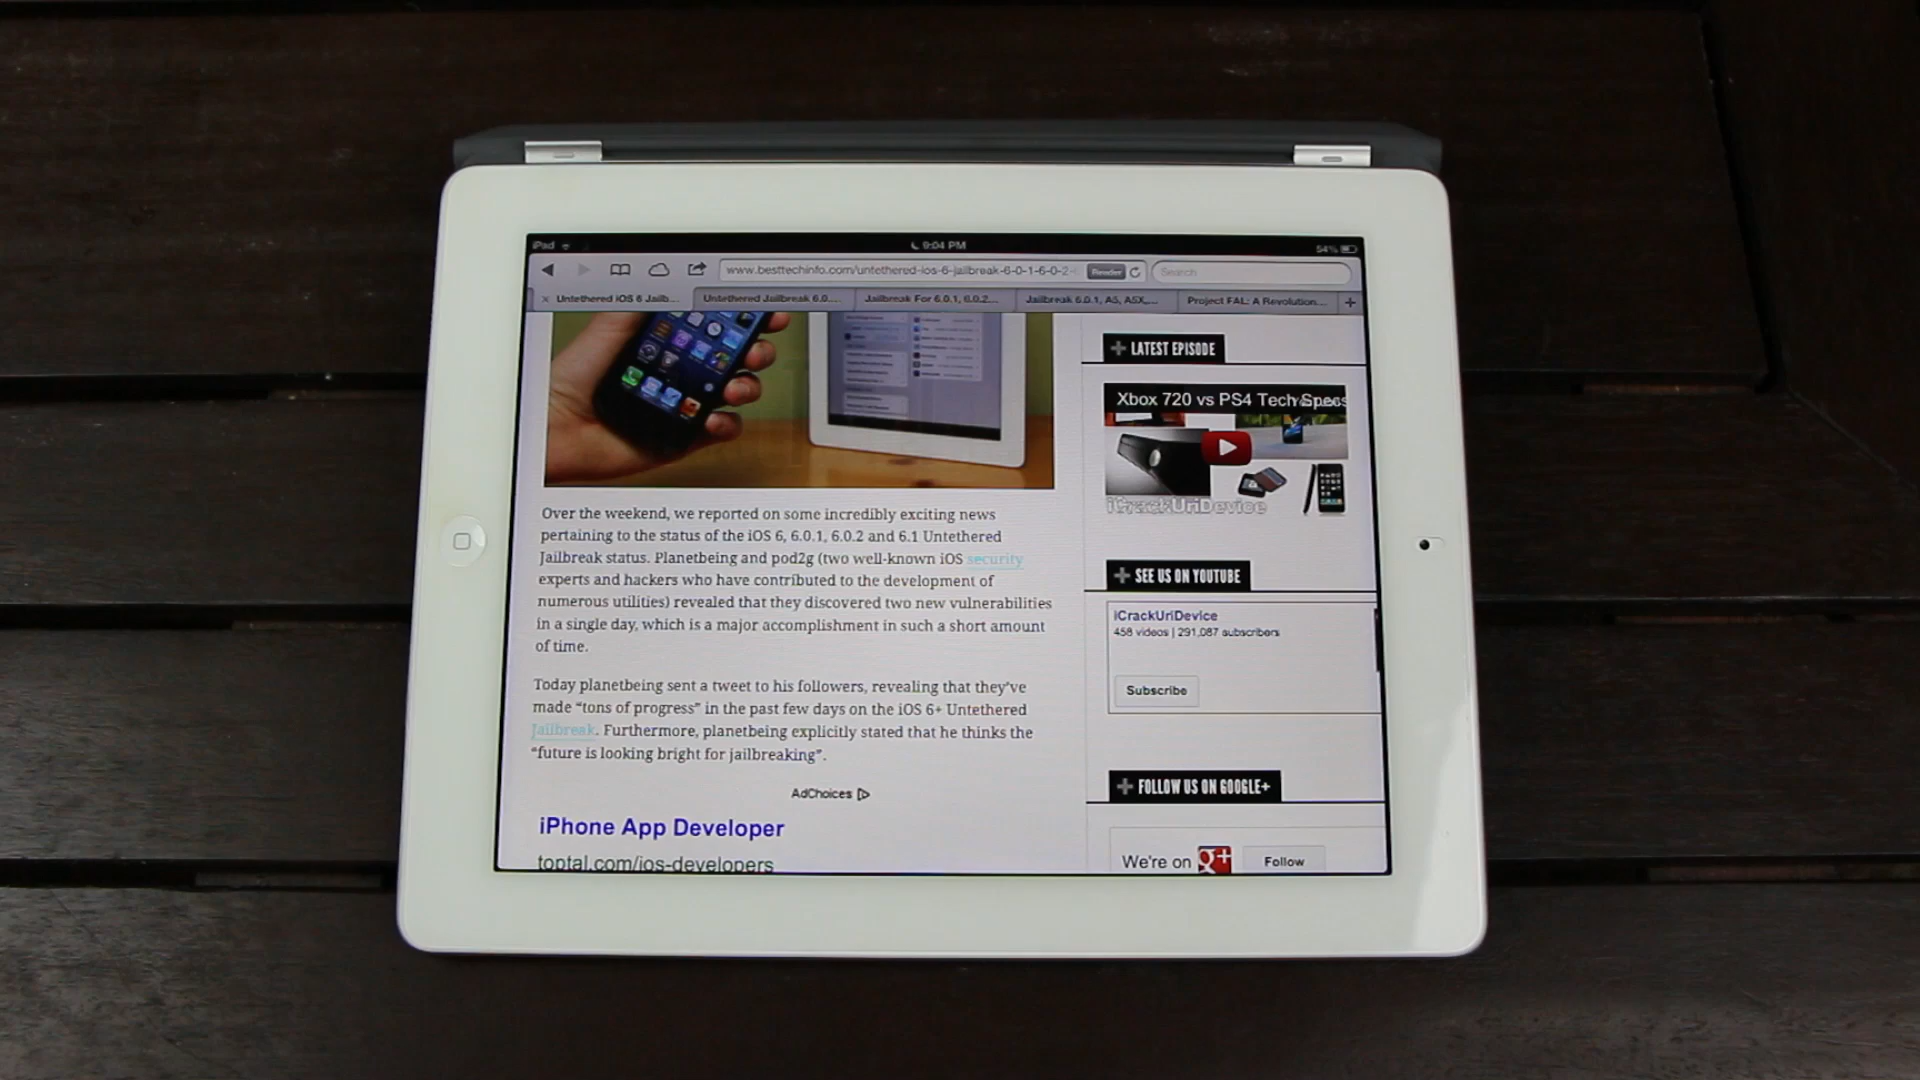 iPad
9:04 PM
54%
www.besttechinfo.com/untethered-ios-6-jailbreak-6-0-1-6-0-2-
Reader
Search
Untethered iOS 6 Jailb...
Untethered Jailbreak 6.0....
Jailbreak For 6.0.1, 6.0.2...
Jailbreak 6.0.1, A5, A5X,...
Project FAL: A Revolution...
Over the weekend, we reported on some incredibly exciting news
pertaining to the status of the iOS 6, 6.0.1, 6.0.2 and 6.1 Untethered
Jailbreak status. Planetbeing and pod2g (two well-known iOS security
experts and hackers who have contributed to the development of
numerous utilities) revealed that they discovered two new vulnerabilities
in a single day, which is a major accomplishment in such a short amount
of time.
Today planetbeing sent a tweet to his followers, revealing that they've
made “tons of progress” in the past few days on the iOS 6+ Untethered
Jailbreak. Furthermore, planetbeing explicitly stated that he thinks the
“future is looking bright for jailbreaking”.
AdChoices
iPhone App Developer
toptal.com/ios-developers
+ LATEST EPISODE
Xbox 720 vs PS4 Tech Specs
iCrackUriDevice
+ SEE US ON YOUTUBE
iCrackUriDevice
458 videos | 291,087 subscribers
Subscribe
+ FOLLOW US ON GOOGLE+
We're on g+ Follow